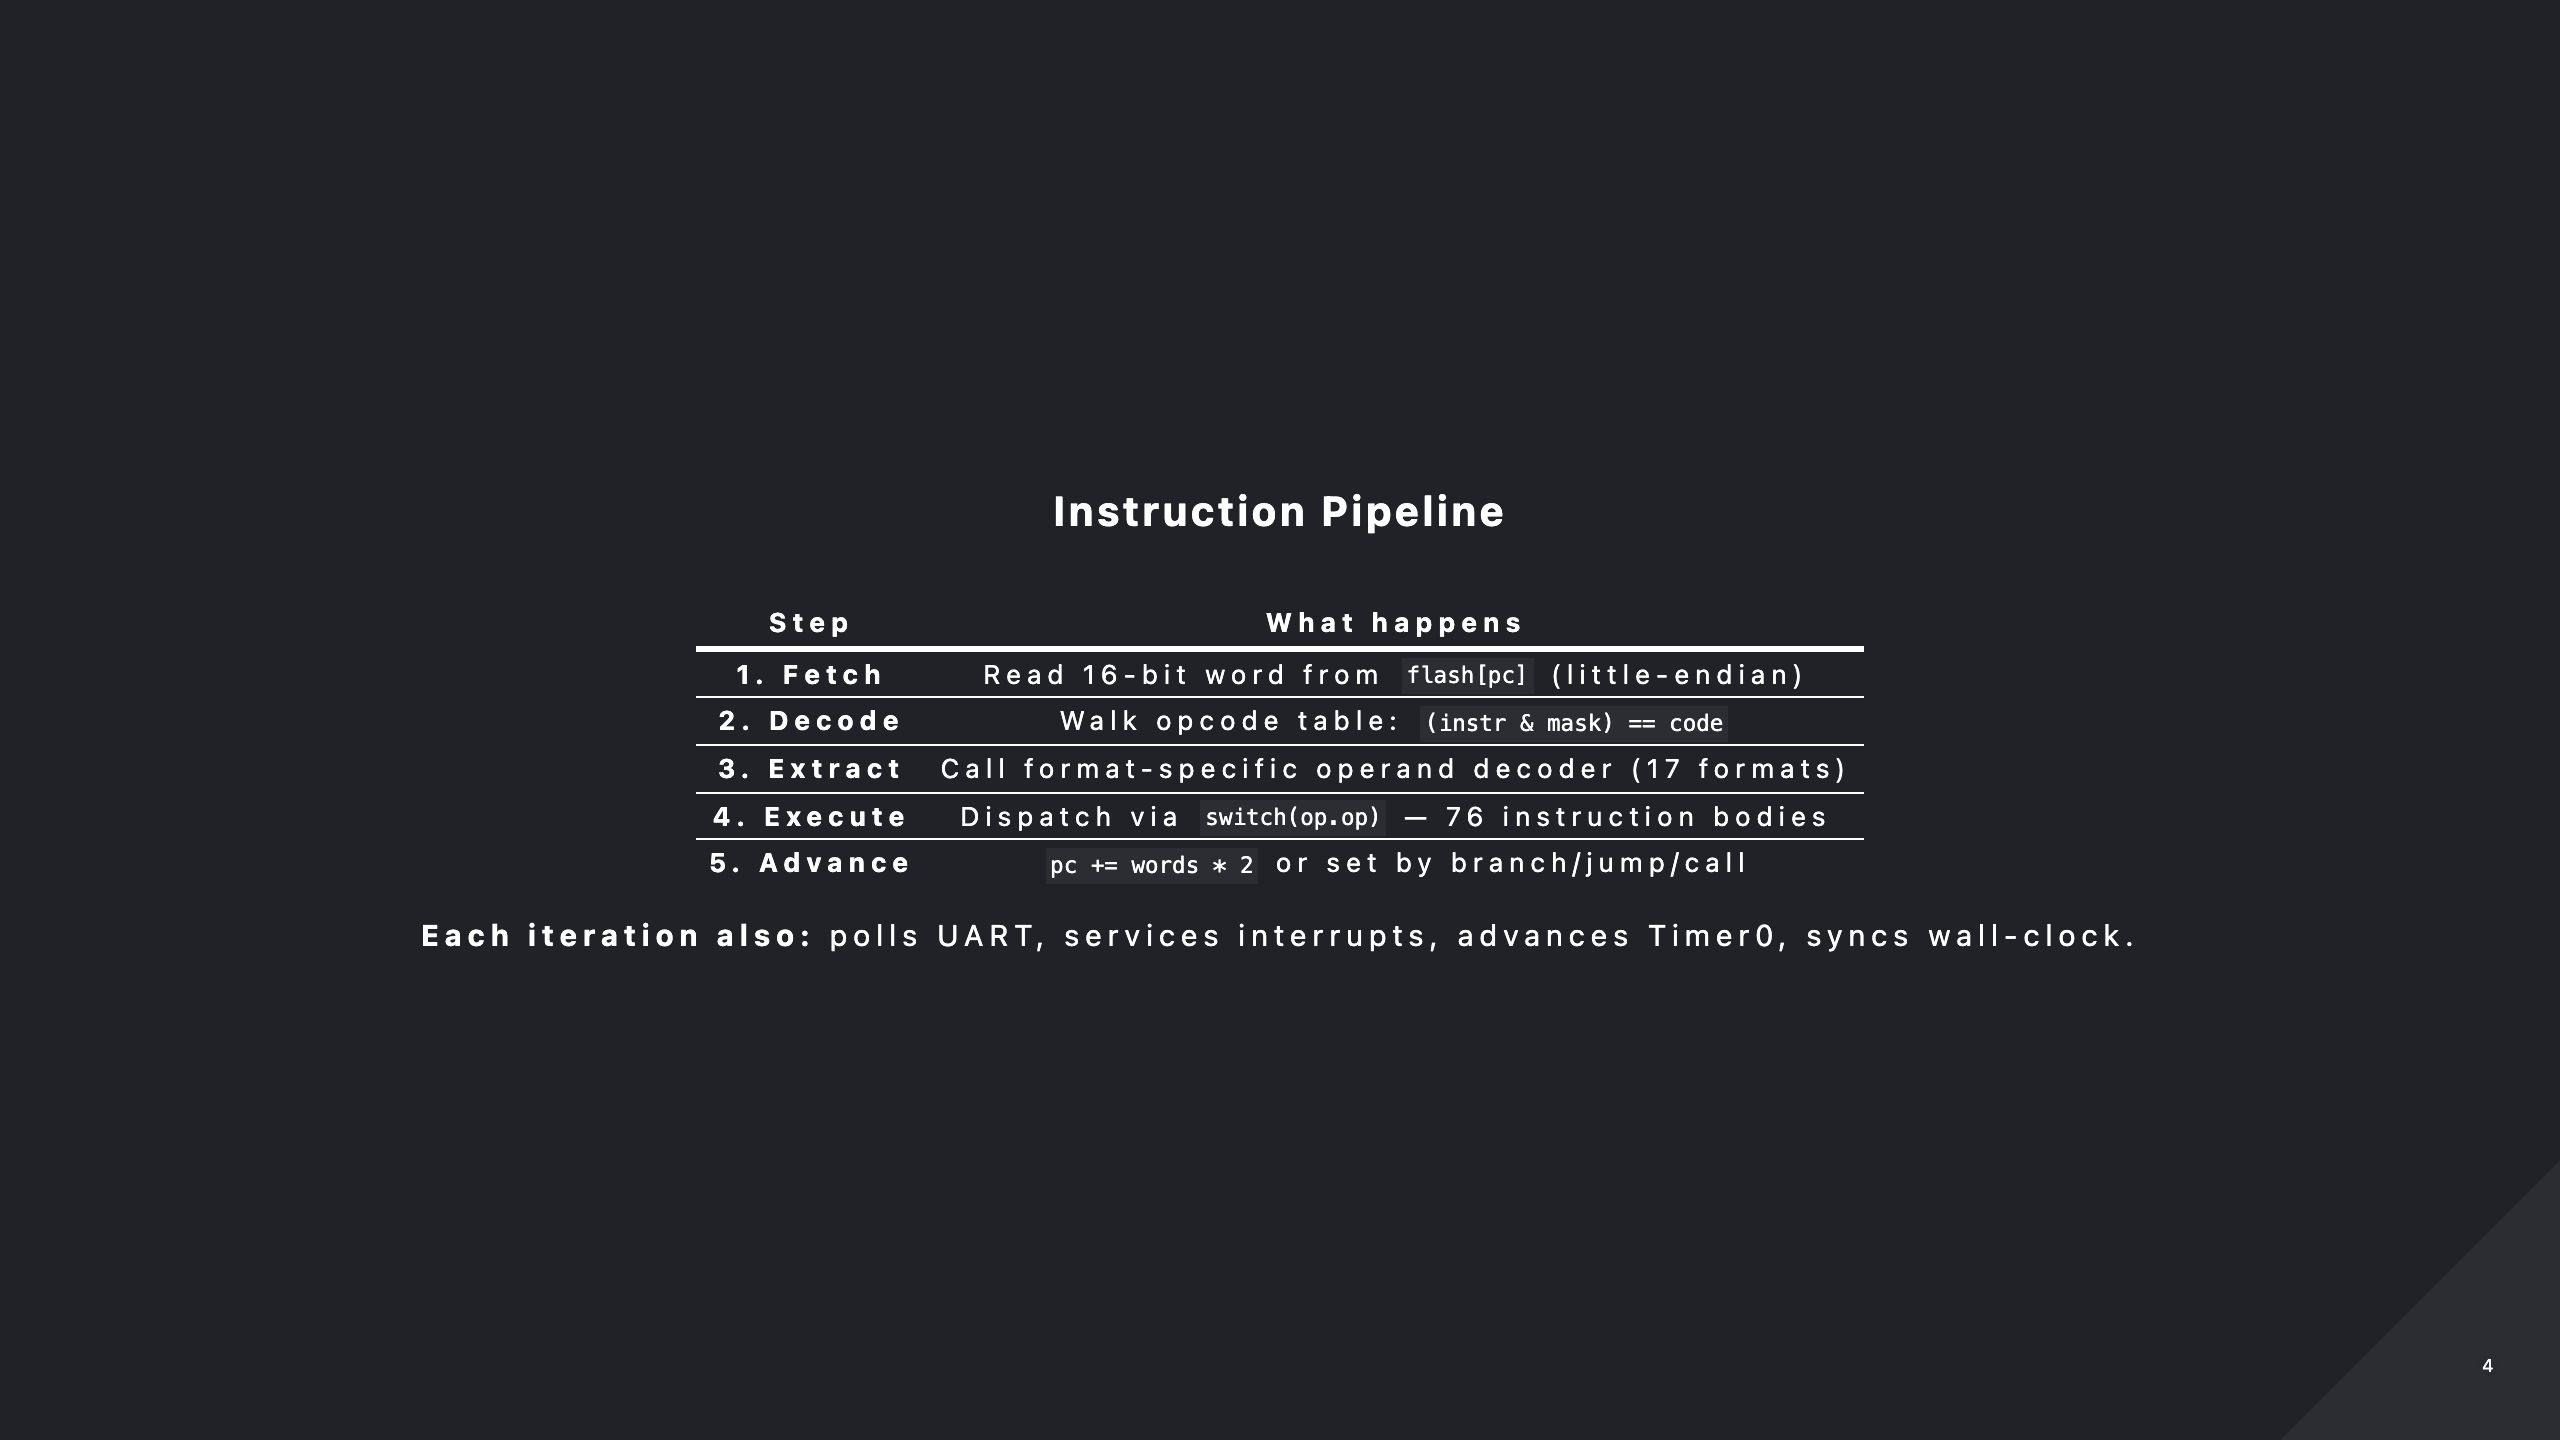 Instruction Pipeline
Step What happens
1. Fetch Read 16-bit word from flash[pc] (little-endian)
2. Decode Walk opcode table: (instr & mask) == code
3. Extract Call format-specific operand decoder (17 formats)
4. Execute Dispatch via switch(op.op) — 76 instruction bodies
5. Advance pc += words * 2 or set by branch/jump/call
Each iteration also: polls UART, services interrupts, advances Timer0, syncs wall-clock.
4